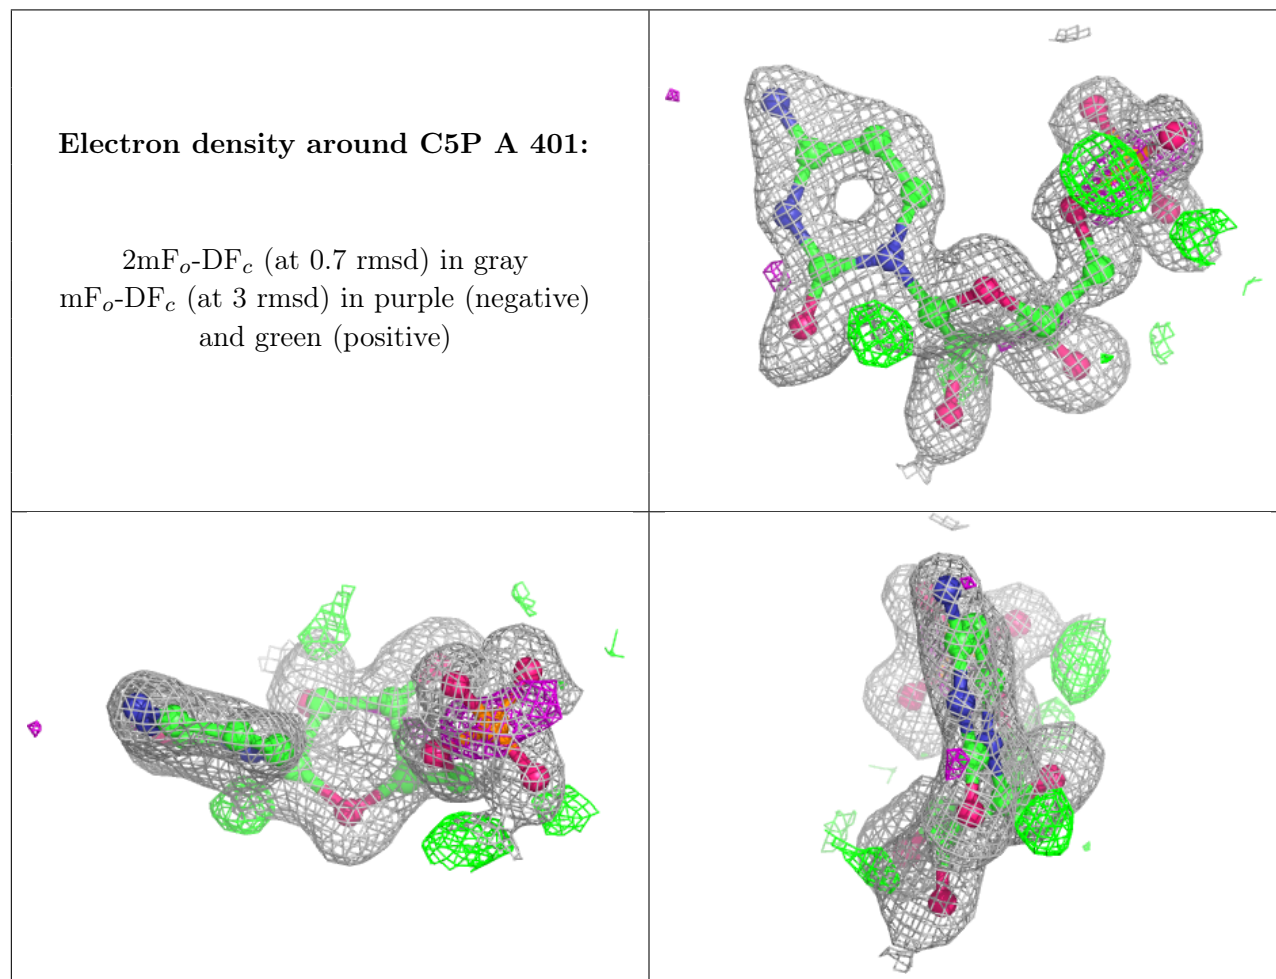 Electron density around C5P A 401:
2mFo-DFc (at 0.7 rmsd) in gray
mFo-DFc (at 3 rmsd) in purple (negative)
and green (positive)